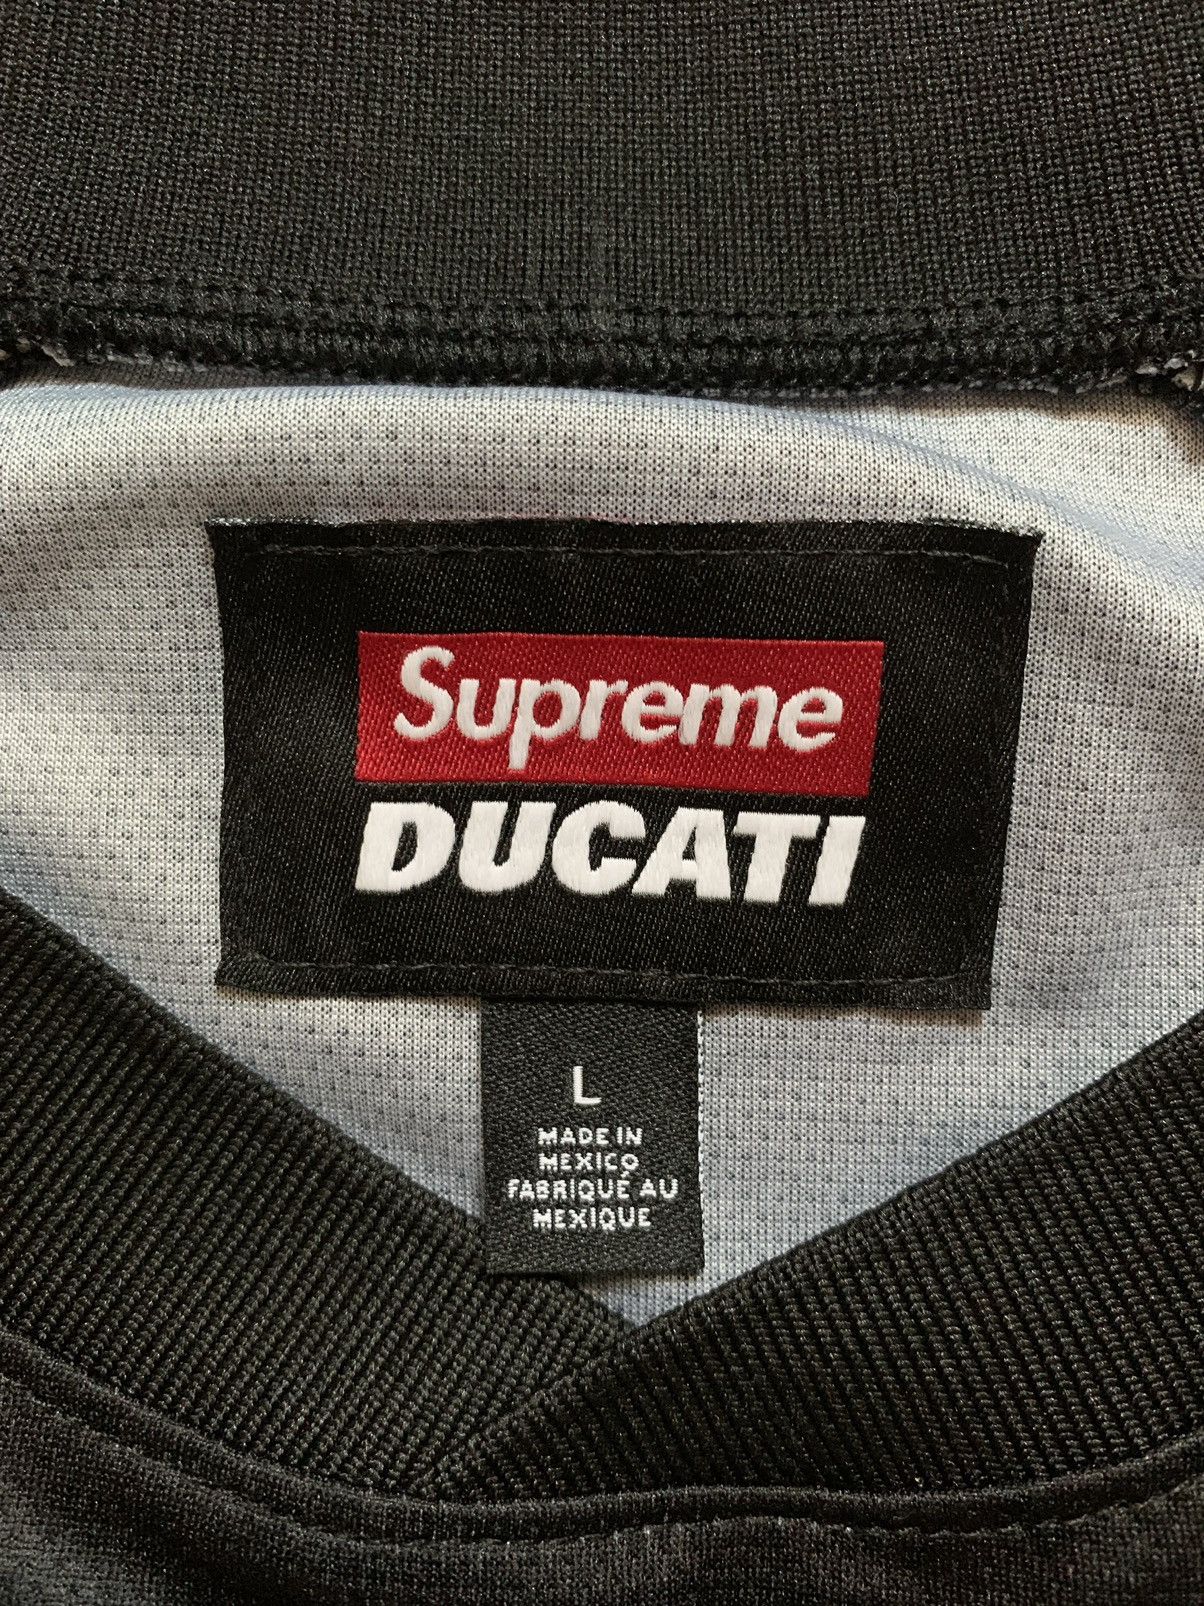 Supreme
DUCATI
L
MADE IN
MEXICO
FABRIQUÉ AU
MEXIQUE